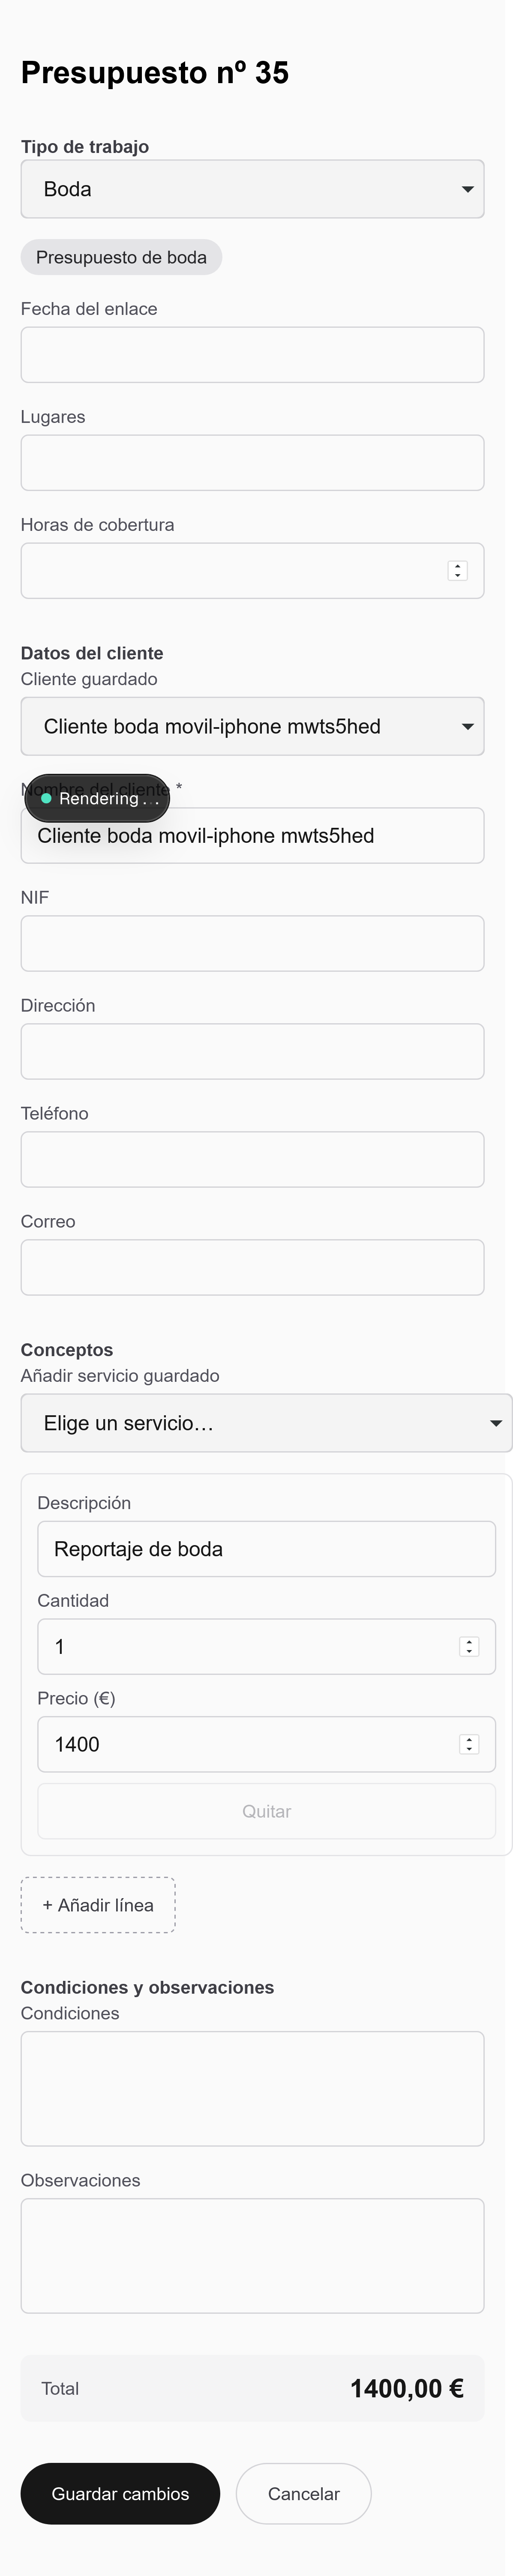 Presupuesto nº 35
Tipo de trabajo
Boda
Presupuesto de boda
Fecha del enlace
Lugares
Horas de cobertura
Datos del cliente
Cliente guardado
Cliente boda movil-iphone mwts5hed
Nombre del cliente *
Rendering...
Cliente boda movil-iphone mwts5hed
NIF
Dirección
Teléfono
Correo
Conceptos
Añadir servicio guardado
Elige un servicio…
Descripción
Reportaje de boda
Cantidad
1
Precio (€)
1400
Quitar
+ Añadir línea
Condiciones y observaciones
Condiciones
Observaciones
Total 1400,00 €
Guardar cambios Cancelar